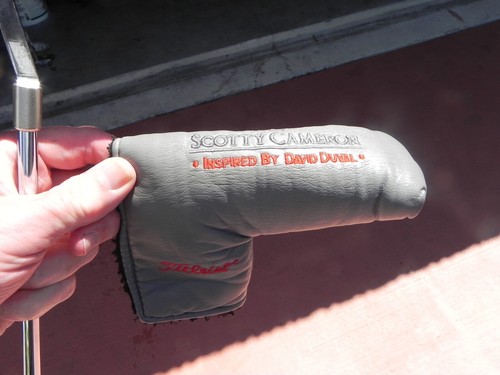 SCOTTY CAMERON
INSPIRED BY DAVID DUVAL
Titleist